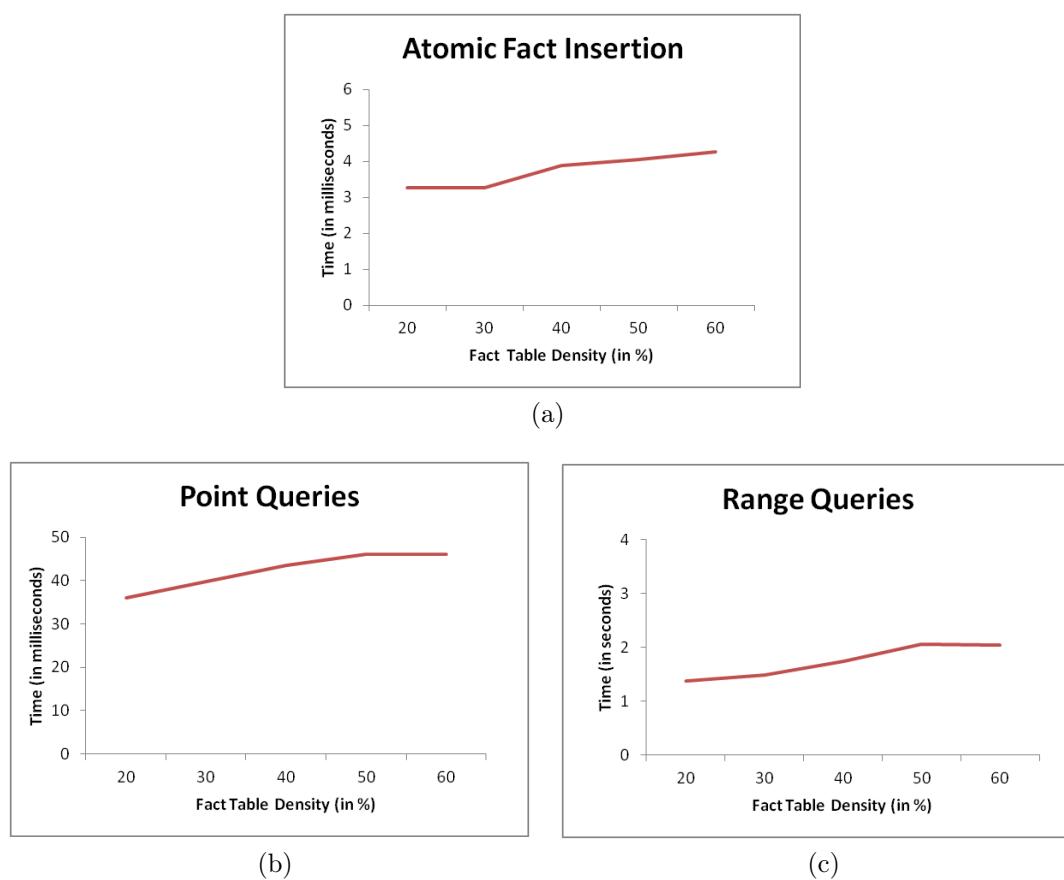 Atomic Fact Insertion
6
5
4
3
2
1
0
Time (in milliseconds)
20 30 40 50 60
Fact Table Density (in %)
(a)
Point Queries
50
40
30
20
10
0
Time (in milliseconds)
20 30 40 50 60
Fact Table Density (in %)
(b)
Range Queries
4
3
2
1
0
Time (in seconds)
20 30 40 50 60
Fact Table Density (in %)
(c)